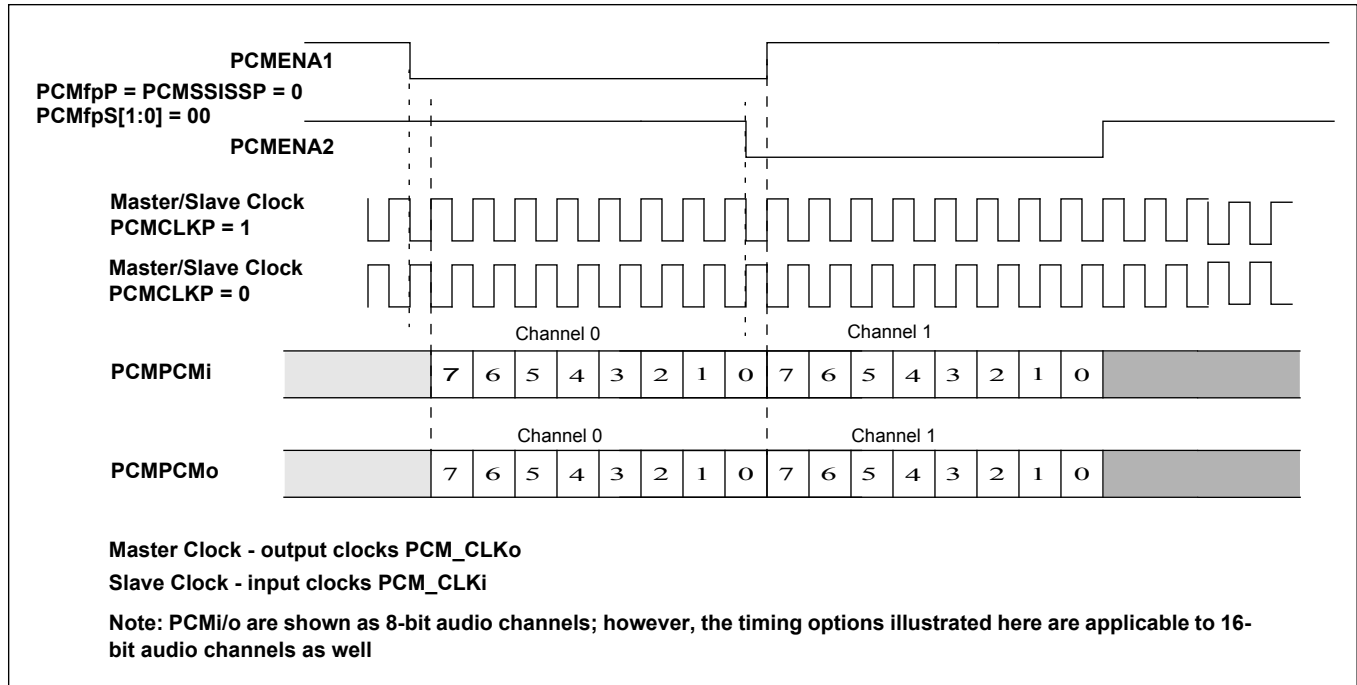 PCMENA1
PCMfpP = PCMSSISSP = 0
PCMfpS[1:0] = 00
PCMENA2
Master/Slave Clock
PCMCLKP = 1
Master/Slave Clock
PCMCLKP = 0
Channel 0 Channel 1
PCMPCMi 7 6 5 4 3 2 1 0 7 6 5 4 3 2 1 0
Channel 0 Channel 1
PCMPCMo 7 6 5 4 3 2 1 0 7 6 5 4 3 2 1 0
Master Clock - output clocks PCM_CLKo
Slave Clock - input clocks PCM_CLKi
Note: PCMi/o are shown as 8-bit audio channels; however, the timing options illustrated here are applicable to 16-
bit audio channels as well